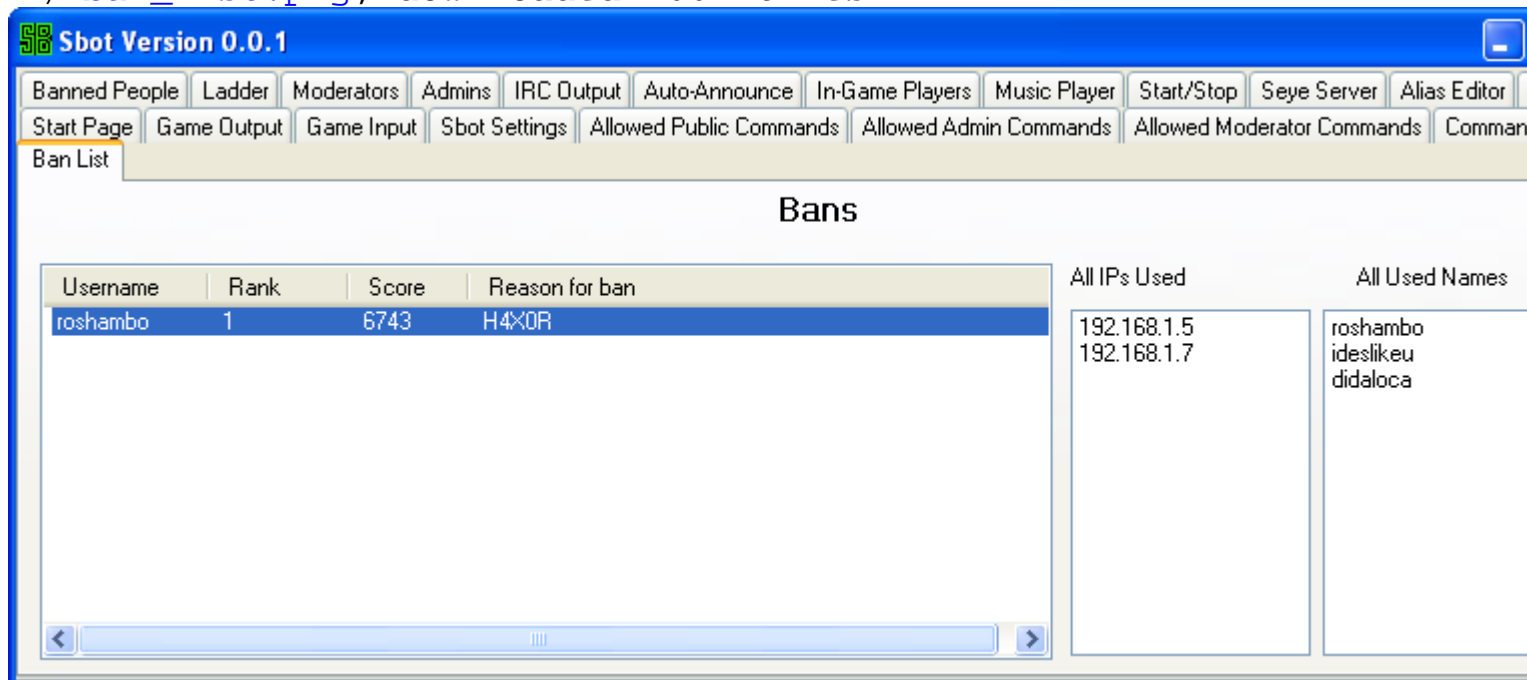 Sbot Version 0.0.1
Banned People Ladder Moderators Admins IRC Output Auto-Announce In-Game Players Music Player Start/Stop Seye Server Alias Editor
Start Page Game Output Game Input Sbot Settings Allowed Public Commands Allowed Admin Commands Allowed Moderator Commands Comman
Ban List
Bans
Username Rank Score Reason for ban
roshambo 1 6743 H4X0R
All IPs Used
192.168.1.5
192.168.1.7
All Used Names
roshambo
ideslikeu
didaloca